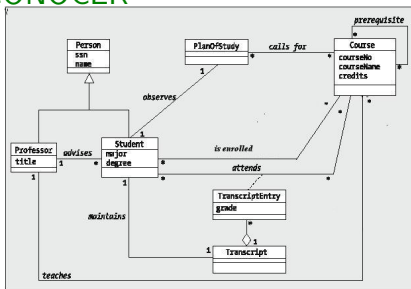 CONOCER
prerequisite
Person
ssn
name
PlanOfStudy
calls for
Course
courseNo
courseName
credits
*
*
*
*
1
observes
1
Professor
title
advises
1
*
Student
major
degree
is enrolled
*
*
attends
*
*
TranscriptEntry
grade
*
maintains
1
1
1
Transcript
1
teaches
*